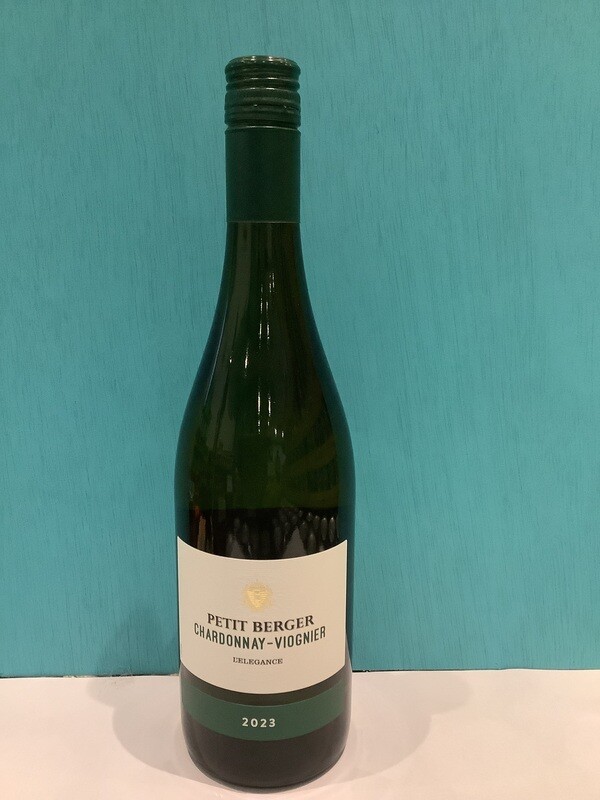 PETIT BERGER
CHARDONNAY-VIOGNIER
L'ELEGANCE
2023